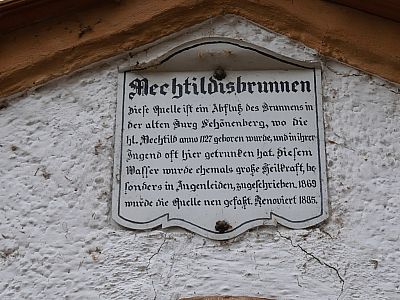 Mechtildisbrunnen
Diese Quelle ist ein Abfluß des Brunnens in
der alten Burg Schönenberg, wo die
hl. Mechtild anno 1127 geboren wurde, und in ihrer
Jugend oft hier getrunken hat. Diesem
Wasser wurde ehemals große Heilkraft, be-
sonders in Augenleiden, zugeschrieben. 1869
wurde die Quelle neu gefaßt. Renoviert 1885.